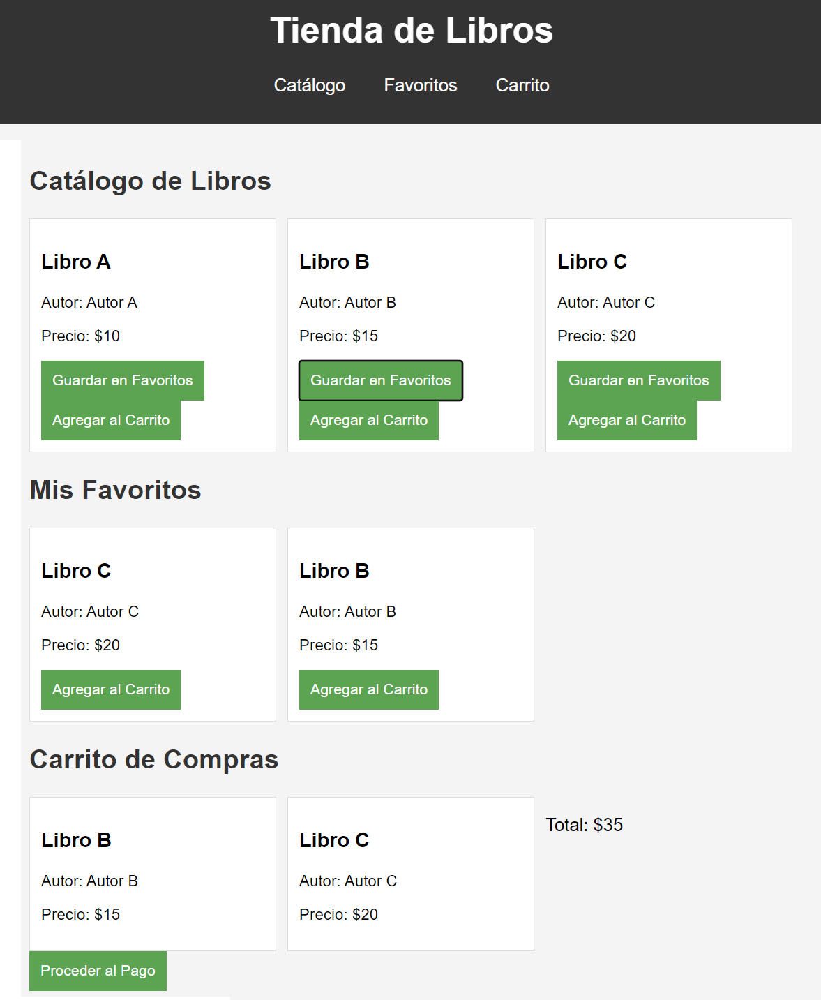 Tienda de Libros
Catálogo Favoritos Carrito
Catálogo de Libros
Libro A
Autor: Autor A
Precio: $10
Guardar en Favoritos
Agregar al Carrito
Libro B
Autor: Autor B
Precio: $15
Guardar en Favoritos
Agregar al Carrito
Libro C
Autor: Autor C
Precio: $20
Guardar en Favoritos
Agregar al Carrito
Mis Favoritos
Libro C
Autor: Autor C
Precio: $20
Agregar al Carrito
Libro B
Autor: Autor B
Precio: $15
Agregar al Carrito
Carrito de Compras
Libro B
Autor: Autor B
Precio: $15
Libro C
Autor: Autor C
Precio: $20
Total: $35
Proceder al Pago